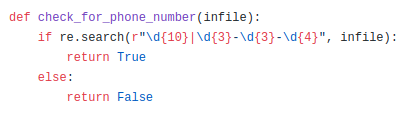 def check_for_phone_number(infile):
    if re.search(r"\d{10}|\d{3}-\d{3}-\d{4}", infile):
        return True
    else:
        return False